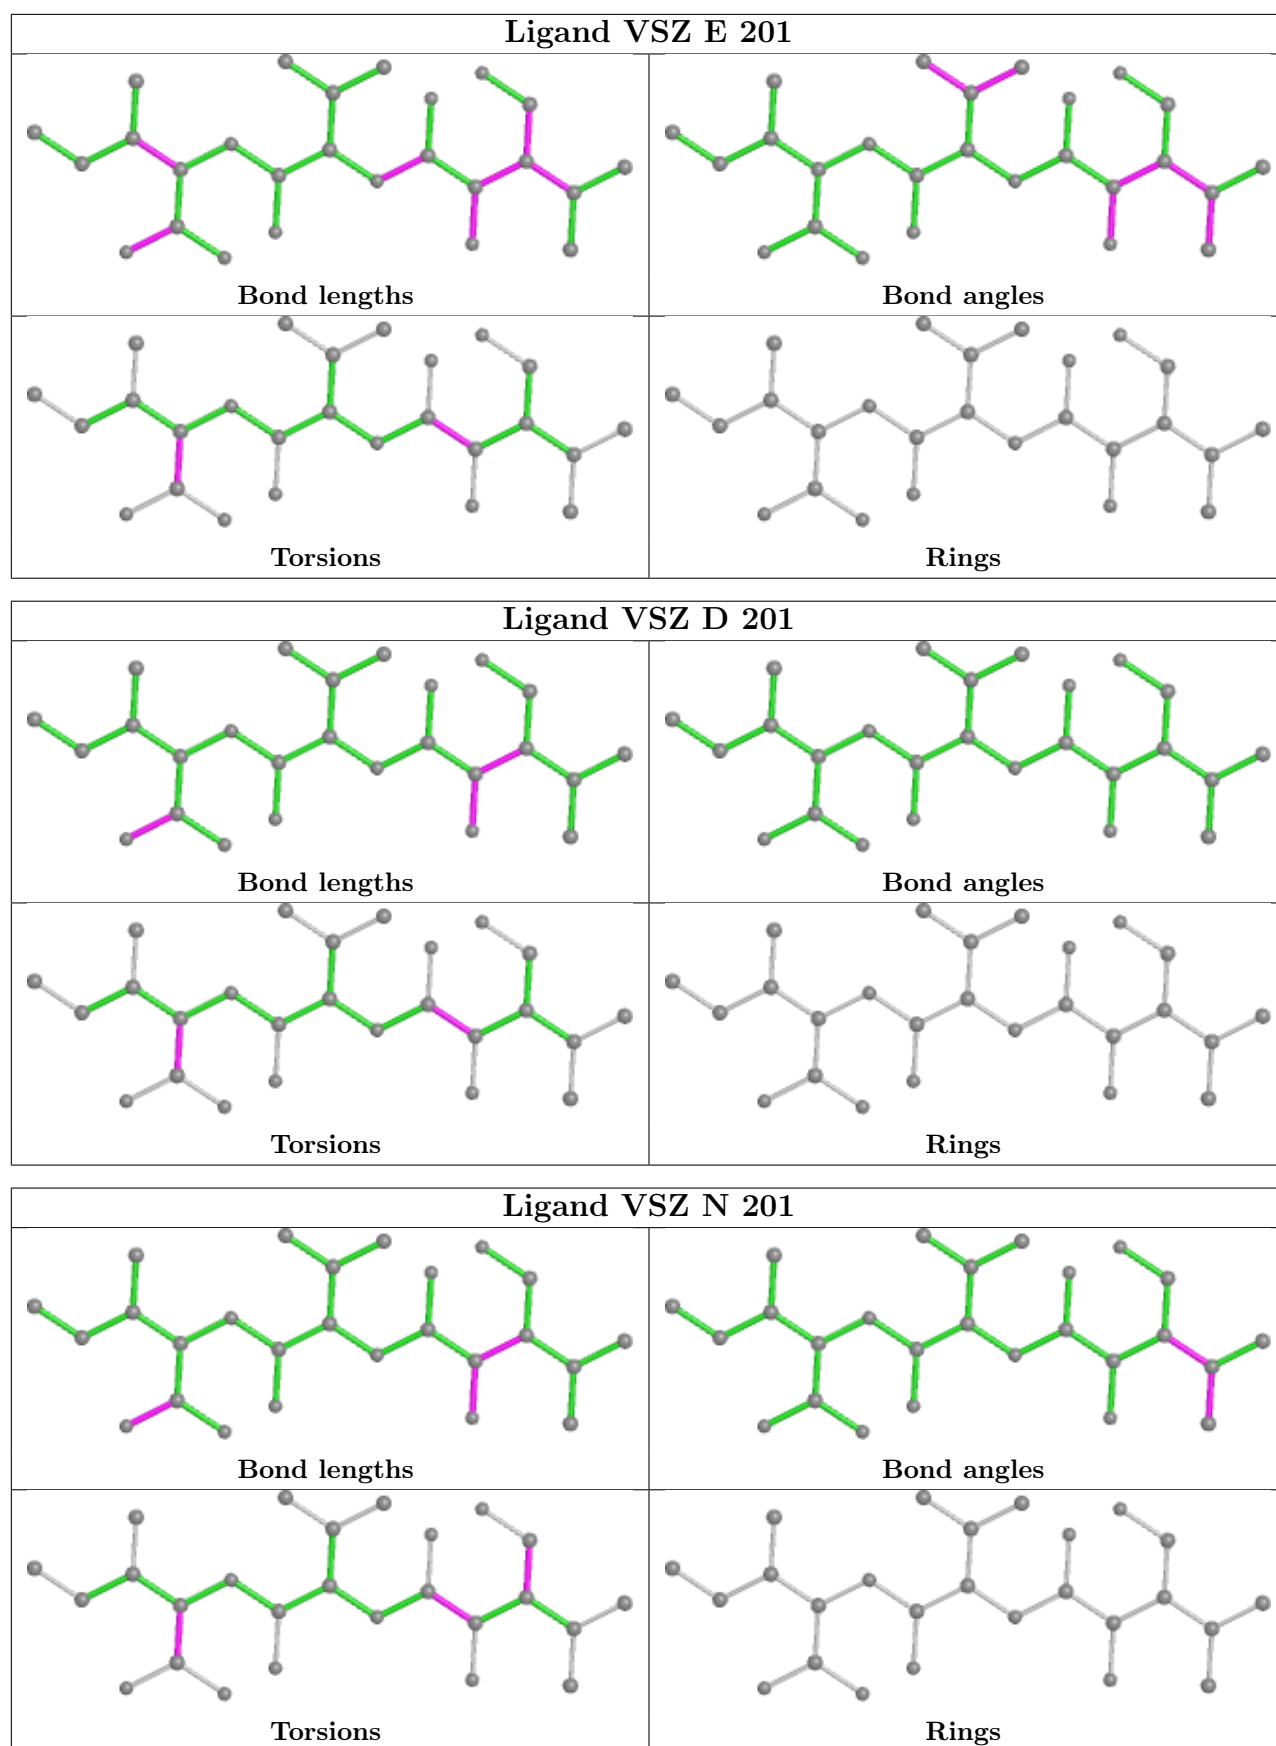 Ligand VSZ E 201
Bond lengths
Bond angles
Torsions
Rings
Ligand VSZ D 201
Bond lengths
Bond angles
Torsions
Rings
Ligand VSZ N 201
Bond lengths
Bond angles
Torsions
Rings